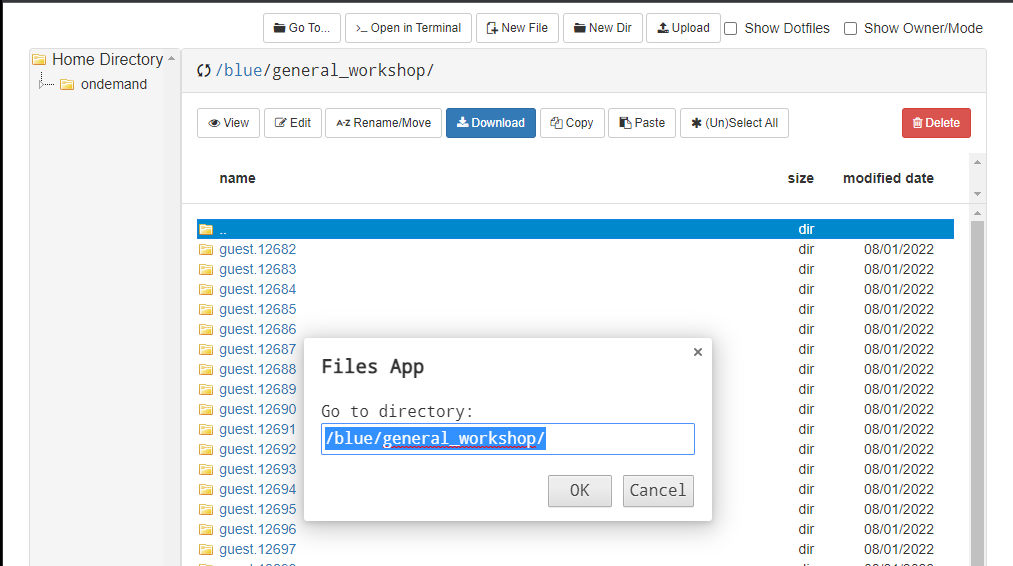 Go To... >_ Open in Terminal New File New Dir Upload Show Dotfiles Show Owner/Mode
Home Directory
ondemand
/blue/general_workshop/
View Edit A-Z Rename/Move Download Copy Paste (Un)Select All Delete
name size modified date
.. dir
guest.12682 dir 08/01/2022
guest.12683 dir 08/01/2022
guest.12684 dir 08/01/2022
guest.12685 dir 08/01/2022
guest.12686 dir 08/01/2022
guest.12687 dir 08/01/2022
guest.12688 dir 08/01/2022
guest.12689 dir 08/01/2022
guest.12690 dir 08/01/2022
guest.12691 dir 08/01/2022
guest.12692 dir 08/01/2022
guest.12693 dir 08/01/2022
guest.12694 dir 08/01/2022
guest.12695 dir 08/01/2022
guest.12696 dir 08/01/2022
guest.12697 dir 08/01/2022
Files App ×
Go to directory:
/blue/general_workshop/
OK Cancel